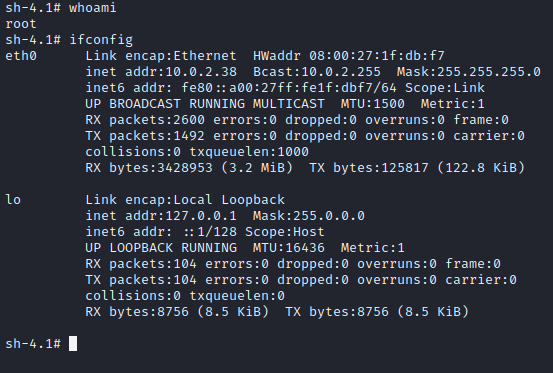 sh-4.1# whoami
root
sh-4.1# ifconfig
eth0      Link encap:Ethernet  HWaddr 08:00:27:1f:db:f7
          inet addr:10.0.2.38  Bcast:10.0.2.255  Mask:255.255.255.0
          inet6 addr: fe80::a00:27ff:fe1f:dbf7/64 Scope:Link
          UP BROADCAST RUNNING MULTICAST  MTU:1500  Metric:1
          RX packets:2600 errors:0 dropped:0 overruns:0 frame:0
          TX packets:1492 errors:0 dropped:0 overruns:0 carrier:0
          collisions:0 txqueuelen:1000
          RX bytes:3428953 (3.2 MiB)  TX bytes:125817 (122.8 KiB)

lo        Link encap:Local Loopback
          inet addr:127.0.0.1  Mask:255.0.0.0
          inet6 addr: ::1/128 Scope:Host
          UP LOOPBACK RUNNING  MTU:16436  Metric:1
          RX packets:104 errors:0 dropped:0 overruns:0 frame:0
          TX packets:104 errors:0 dropped:0 overruns:0 carrier:0
          collisions:0 txqueuelen:0
          RX bytes:8756 (8.5 KiB)  TX bytes:8756 (8.5 KiB)

sh-4.1#